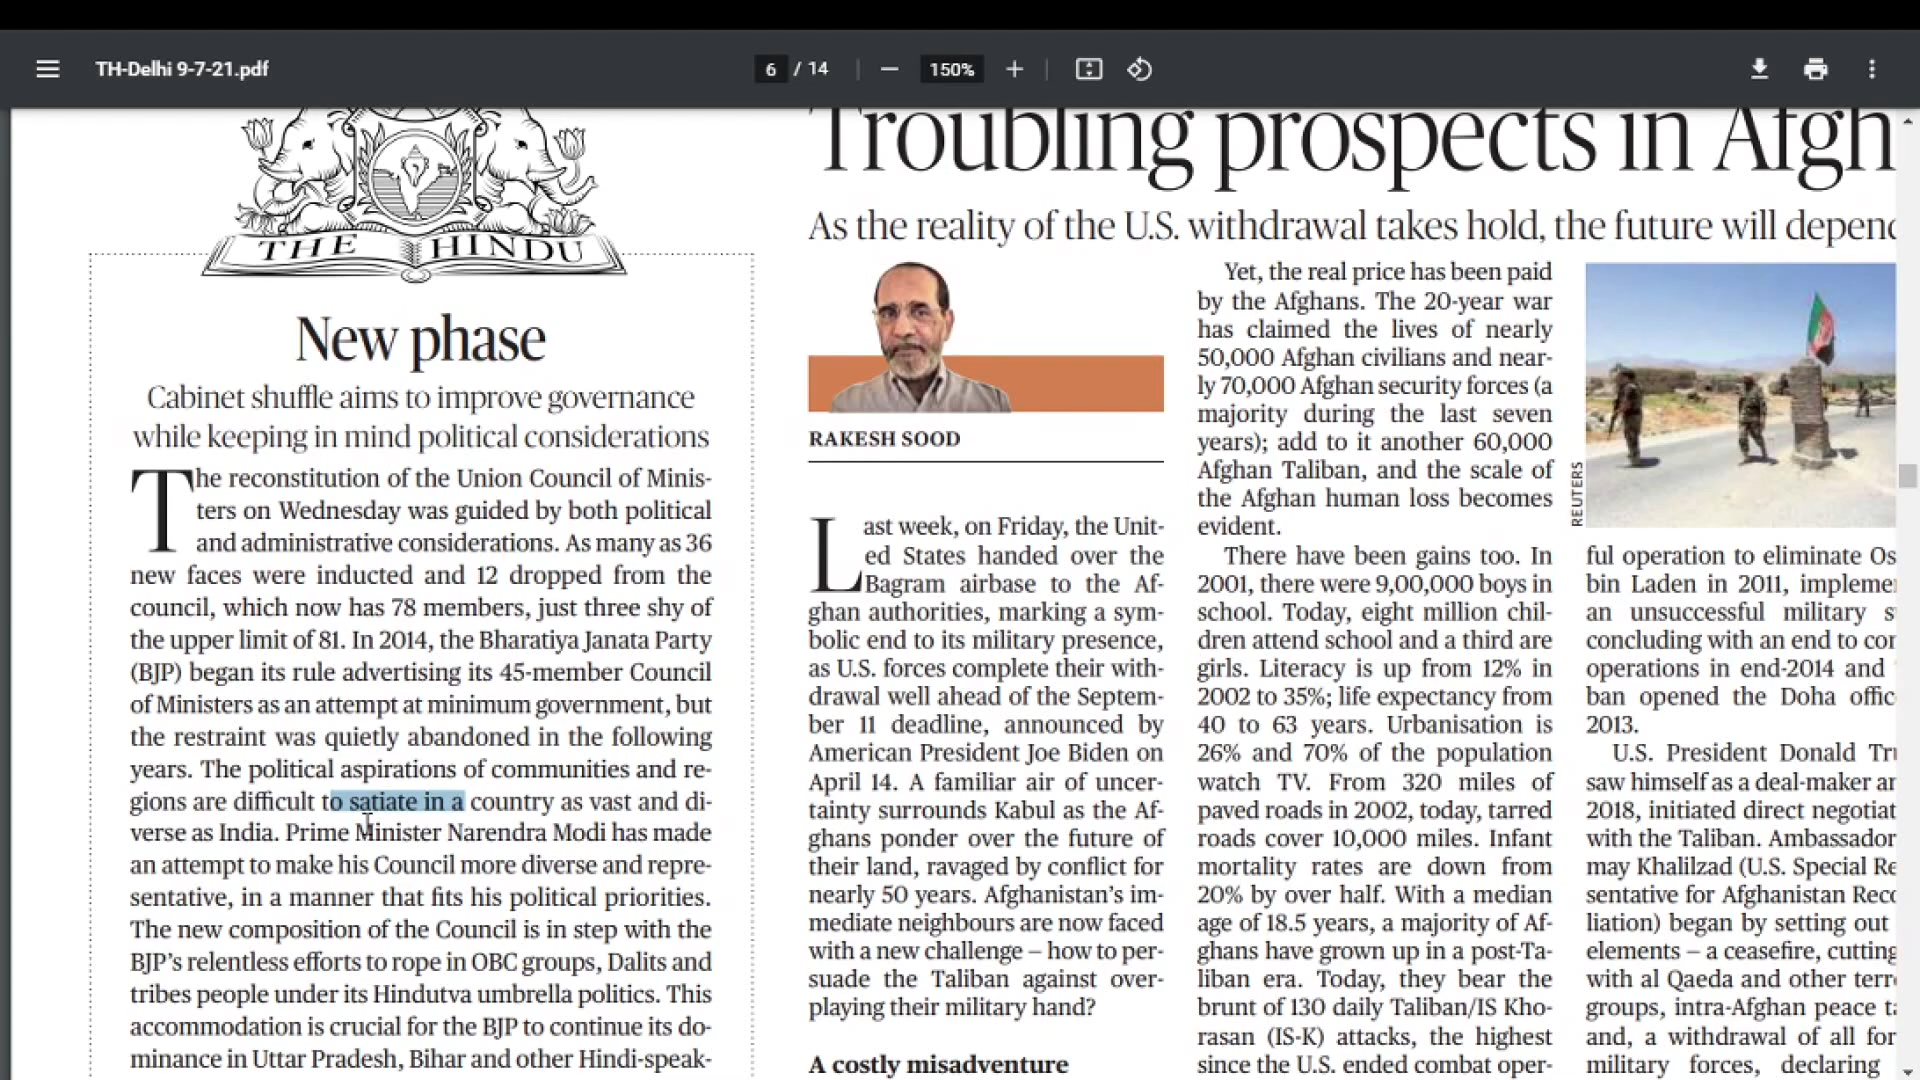 TH-Delhi 9-7-21.pdf
6 / 14
150%
THE HINDU
New phase
Cabinet shuffle aims to improve governance
while keeping in mind political considerations
The reconstitution of the Union Council of Minis-
ters on Wednesday was guided by both political
and administrative considerations. As many as 36
new faces were inducted and 12 dropped from the
council, which now has 78 members, just three shy of
the upper limit of 81. In 2014, the Bharatiya Janata Party
(BJP) began its rule advertising its 45-member Council
of Ministers as an attempt at minimum government, but
the restraint was quietly abandoned in the following
years. The political aspirations of communities and re-
gions are difficult to satiate in a country as vast and di-
verse as India. Prime Minister Narendra Modi has made
an attempt to make his Council more diverse and repre-
sentative, in a manner that fits his political priorities.
The new composition of the Council is in step with the
BJP's relentless efforts to rope in OBC groups, Dalits and
tribes people under its Hindutva umbrella politics. This
accommodation is crucial for the BJP to continue its do-
minance in Uttar Pradesh, Bihar and other Hindi-speak-
Troubling prospects in Afgh
As the reality of the U.S. withdrawal takes hold, the future will depend
RAKESH SOOD
Last week, on Friday, the Unit-
ed States handed over the
Bagram airbase to the Af-
ghan authorities, marking a sym-
bolic end to its military presence,
as U.S. forces complete their with-
drawal well ahead of the Septem-
ber 11 deadline, announced by
American President Joe Biden on
April 14. A familiar air of uncer-
tainty surrounds Kabul as the Af-
ghans ponder over the future of
their land, ravaged by conflict for
nearly 50 years. Afghanistan's im-
mediate neighbours are now faced
with a new challenge – how to per-
suade the Taliban against over-
playing their military hand?
A costly misadventure
Yet, the real price has been paid
by the Afghans. The 20-year war
has claimed the lives of nearly
50,000 Afghan civilians and near-
ly 70,000 Afghan security forces (a
majority during the last seven
years); add to it another 60,000
Afghan Taliban, and the scale of
the Afghan human loss becomes
evident.
There have been gains too. In
2001, there were 9,00,000 boys in
school. Today, eight million chil-
dren attend school and a third are
girls. Literacy is up from 12% in
2002 to 35%; life expectancy from
40 to 63 years. Urbanisation is
26% and 70% of the population
watch TV. From 320 miles of
paved roads in 2002, today, tarred
roads cover 10,000 miles. Infant
mortality rates are down from
20% by over half. With a median
age of 18.5 years, a majority of Af-
ghans have grown up in a post-Ta-
liban era. Today, they bear the
brunt of 130 daily Taliban/IS Kho-
rasan (IS-K) attacks, the highest
since the U.S. ended combat oper-
REUTERS
ful operation to eliminate Os
bin Laden in 2011, implemen
an unsuccessful military s
concluding with an end to cor
operations in end-2014 and
ban opened the Doha offic
2013.
U.S. President Donald Tru
saw himself as a deal-maker an
2018, initiated direct negotiat
with the Taliban. Ambassador
may Khalilzad (U.S. Special Re
sentative for Afghanistan Reco
liation) began by setting out
elements – a ceasefire, cutting
with al Qaeda and other terr
groups, intra-Afghan peace ta
and, a withdrawal of all for
military forces, declaring